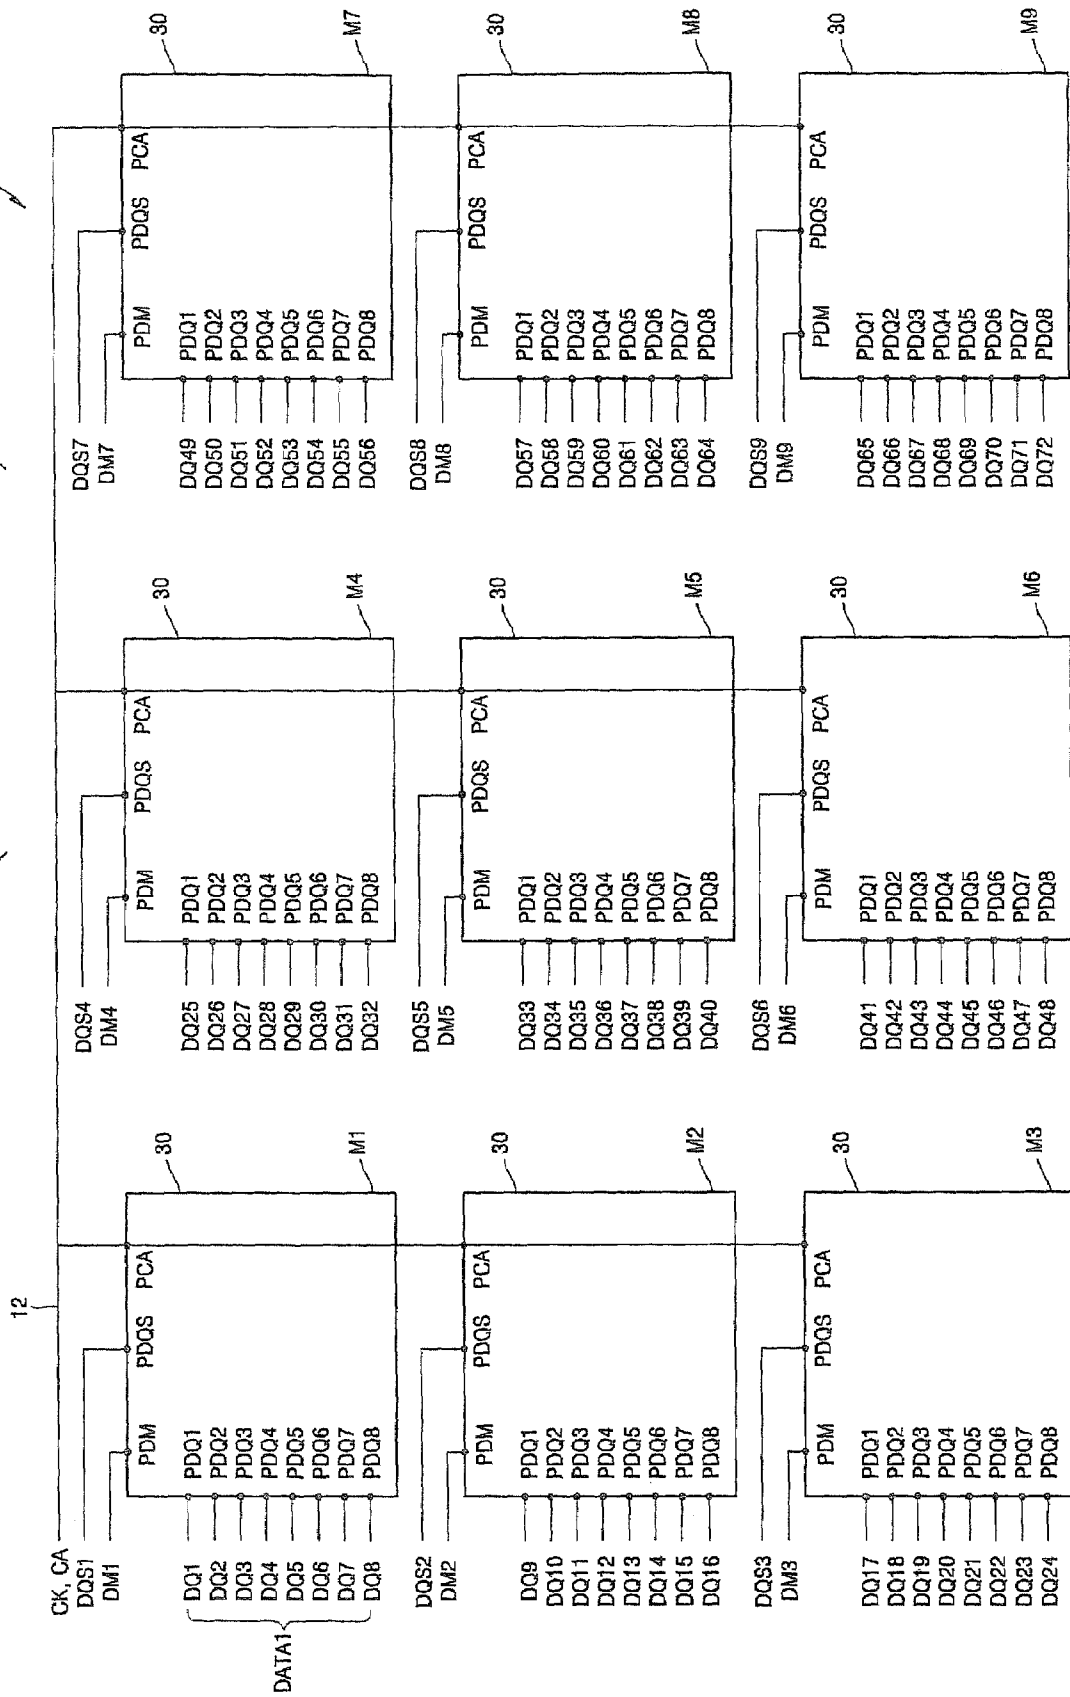 12
CK, CA
DQS1
DM1
PDM
PDQS
PCA
30
M1
DATA1
DQ1 PDQ1
DQ2 PDQ2
DQ3 PDQ3
DQ4 PDQ4
DQ5 PDQ5
DQ6 PDQ6
DQ7 PDQ7
DQ8 PDQ8
DQS4
DM4
PDM
PDQS
PCA
30
M4
DQ25 PDQ1
DQ26 PDQ2
DQ27 PDQ3
DQ28 PDQ4
DQ29 PDQ5
DQ30 PDQ6
DQ31 PDQ7
DQ32 PDQ8
DQS7
DM7
PDM
PDQS
PCA
30
M7
DQ49 PDQ1
DQ50 PDQ2
DQ51 PDQ3
DQ52 PDQ4
DQ53 PDQ5
DQ54 PDQ6
DQ55 PDQ7
DQ56 PDQ8
DQS2
DM2
PDM
PDQS
PCA
30
M2
DQ9 PDQ1
DQ10 PDQ2
DQ11 PDQ3
DQ12 PDQ4
DQ13 PDQ5
DQ14 PDQ6
DQ15 PDQ7
DQ16 PDQ8
DQS5
DM5
PDM
PDQS
PCA
30
M5
DQ33 PDQ1
DQ34 PDQ2
DQ35 PDQ3
DQ36 PDQ4
DQ37 PDQ5
DQ38 PDQ6
DQ39 PDQ7
DQ40 PDQ8
DQS8
DM8
PDM
PDQS
PCA
30
M8
DQ57 PDQ1
DQ58 PDQ2
DQ59 PDQ3
DQ60 PDQ4
DQ61 PDQ5
DQ62 PDQ6
DQ63 PDQ7
DQ64 PDQ8
DQS3
DM3
PDM
PDQS
PCA
30
M3
DQ17 PDQ1
DQ18 PDQ2
DQ19 PDQ3
DQ20 PDQ4
DQ21 PDQ5
DQ22 PDQ6
DQ23 PDQ7
DQ24 PDQ8
DQS6
DM6
PDM
PDQS
PCA
30
M6
DQ41 PDQ1
DQ42 PDQ2
DQ43 PDQ3
DQ44 PDQ4
DQ45 PDQ5
DQ46 PDQ6
DQ47 PDQ7
DQ48 PDQ8
DQS9
DM9
PDM
PDQS
PCA
30
M9
DQ65 PDQ1
DQ66 PDQ2
DQ67 PDQ3
DQ68 PDQ4
DQ69 PDQ5
DQ70 PDQ6
DQ71 PDQ7
DQ72 PDQ8